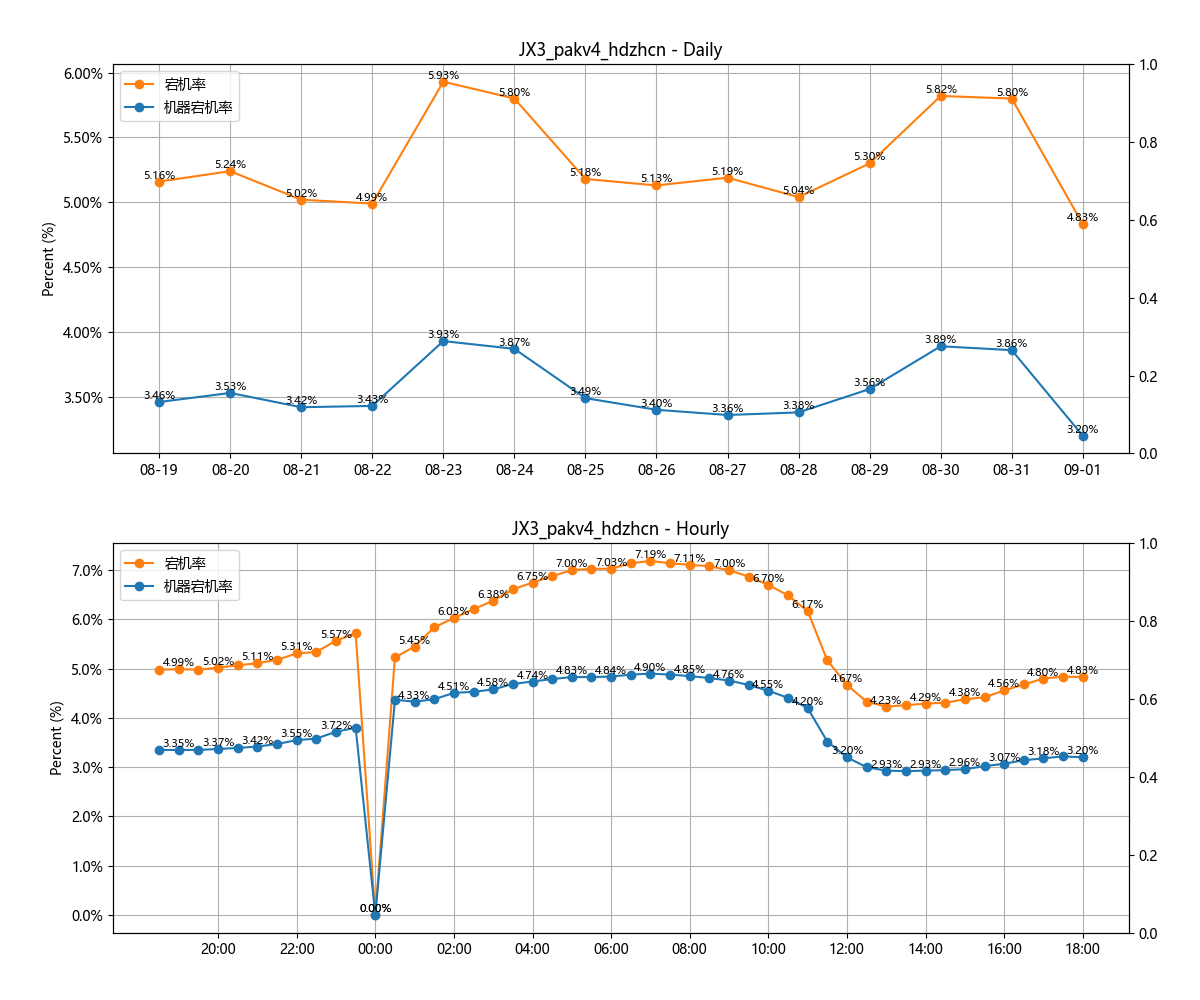 JX3_pakv4_hdzhcn - Daily
宕机率
机器宕机率
Percent (%)
6.00%
5.50%
5.00%
4.50%
4.00%
3.50%
1.0
0.8
0.6
0.4
0.2
0.0
5.16% 5.24% 5.02% 4.99% 5.93% 5.80% 5.18% 5.13% 5.19% 5.04% 5.30% 5.82% 5.80% 4.83%
3.46% 3.53% 3.42% 3.43% 3.93% 3.87% 3.49% 3.40% 3.36% 3.38% 3.56% 3.89% 3.86% 3.20%
08-19 08-20 08-21 08-22 08-23 08-24 08-25 08-26 08-27 08-28 08-29 08-30 08-31 09-01
JX3_pakv4_hdzhcn - Hourly
宕机率
机器宕机率
Percent (%)
7.0%
6.0%
5.0%
4.0%
3.0%
2.0%
1.0%
0.0%
1.0
0.8
0.6
0.4
0.2
0.0
4.99% 5.02% 5.11% 5.31% 5.57% 0.00% 5.45% 6.03% 6.38% 6.75% 7.00% 7.03% 7.19% 7.11% 7.00% 6.70% 6.17% 4.67% 4.23% 4.29% 4.38% 4.56% 4.80% 4.83%
3.35% 3.37% 3.42% 3.55% 3.72% 0.00% 4.33% 4.51% 4.58% 4.74% 4.83% 4.84% 4.90% 4.85% 4.76% 4.55% 4.20% 3.20% 2.93% 2.93% 2.96% 3.07% 3.18% 3.20%
20:00 22:00 00:00 02:00 04:00 06:00 08:00 10:00 12:00 14:00 16:00 18:00